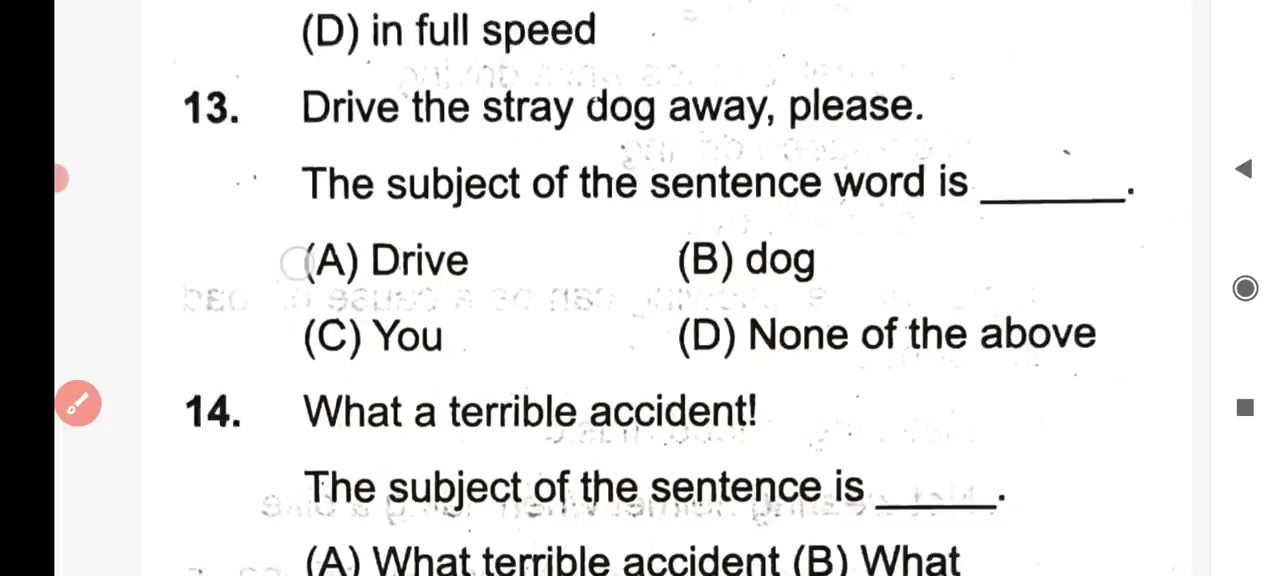 (D) in full speed
13. Drive the stray dog away, please.
The subject of the sentence word is ______.
(A) Drive (B) dog
(C) You (D) None of the above
14. What a terrible accident!
The subject of the sentence is ______.
(A) What terrible accident (B) What